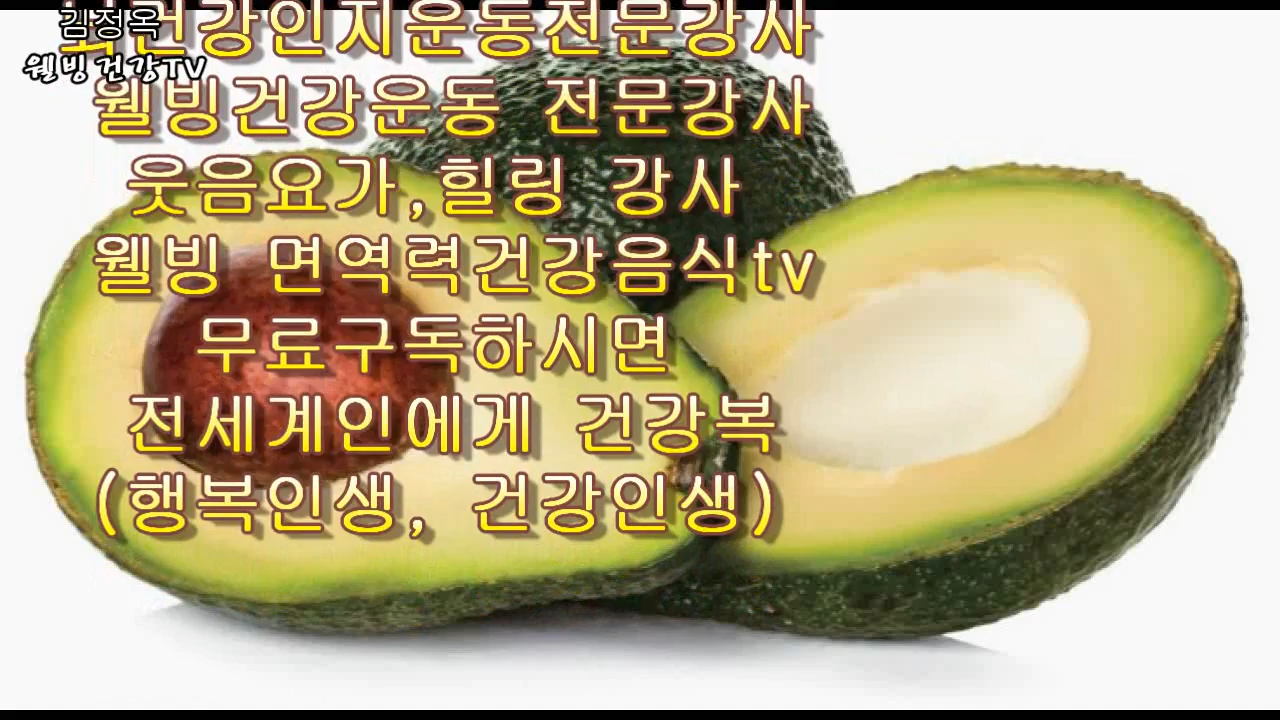 김정옥
웰빙건강TV
뇌건강인지운동전문강사
웰빙건강운동 전문강사
웃음요가,힐링 강사
웰빙 면역력건강음식tv
무료구독하시면
전세계인에게 건강복
(행복인생, 건강인생)